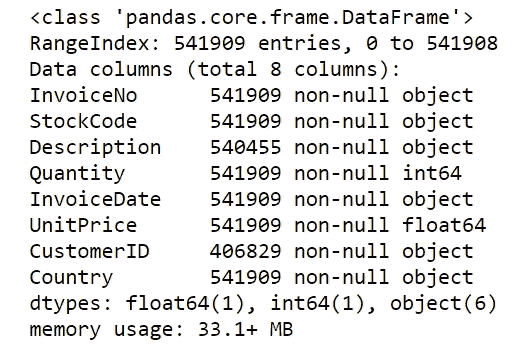 <class 'pandas.core.frame.DataFrame'>
RangeIndex: 541909 entries, 0 to 541908
Data columns (total 8 columns):
InvoiceNo 541909 non-null object
StockCode 541909 non-null object
Description 540455 non-null object
Quantity 541909 non-null int64
InvoiceDate 541909 non-null object
UnitPrice 541909 non-null float64
CustomerID 406829 non-null object
Country 541909 non-null object
dtypes: float64(1), int64(1), object(6)
memory usage: 33.1+ MB